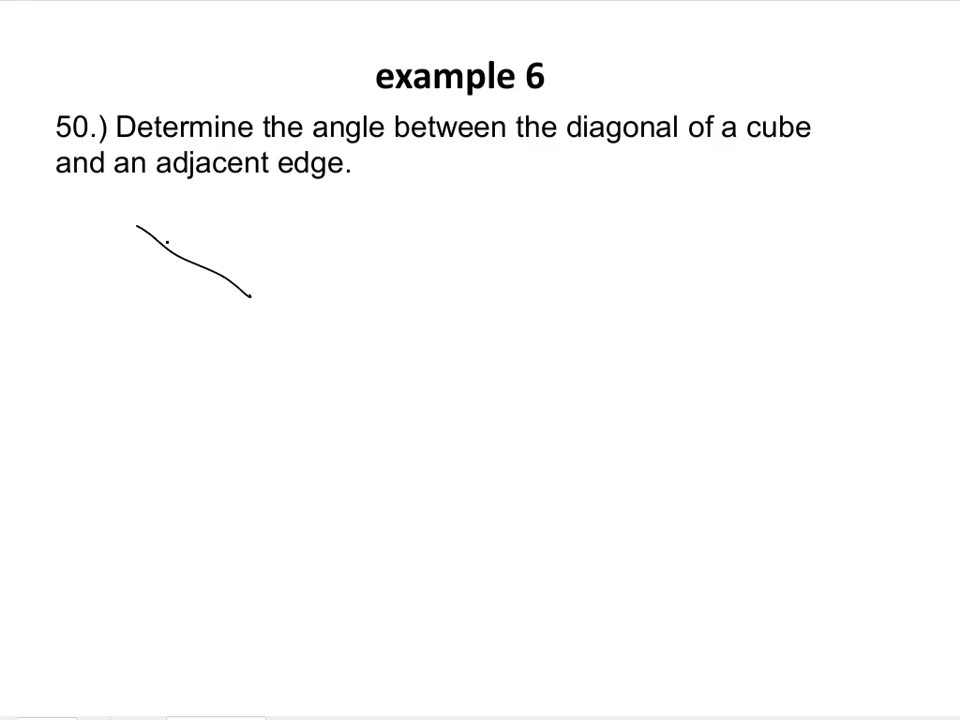 example 6
50.) Determine the angle between the diagonal of a cube
and an adjacent edge.